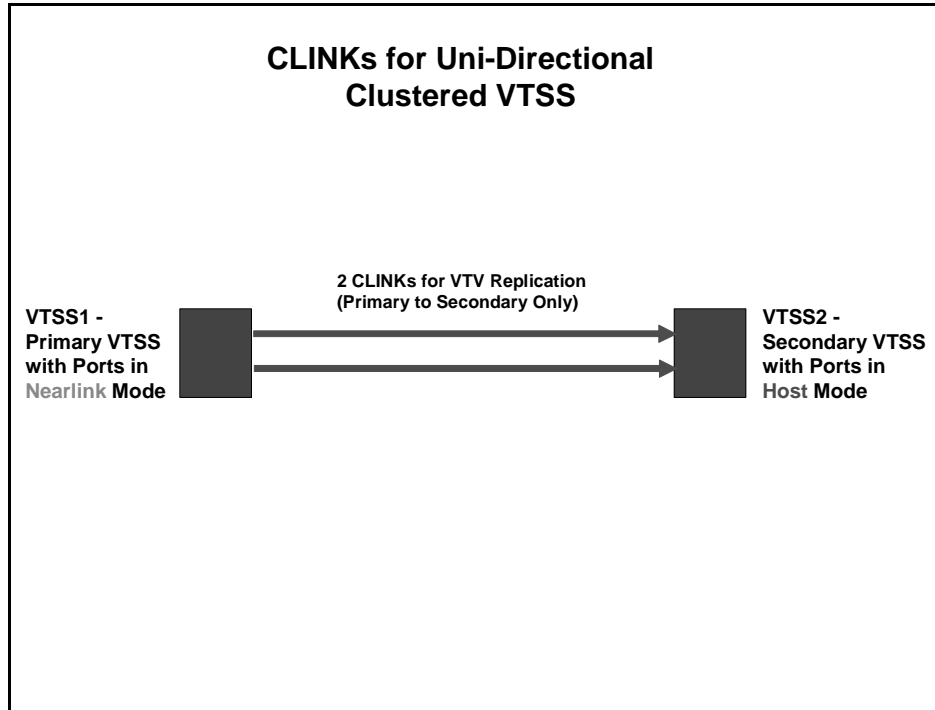 CLINKs for Uni-Directional
Clustered VTSS
2 CLINKs for VTV Replication
(Primary to Secondary Only)
VTSS1 -
Primary VTSS
with Ports in
Nearlink Mode
VTSS2 -
Secondary VTSS
with Ports in
Host Mode